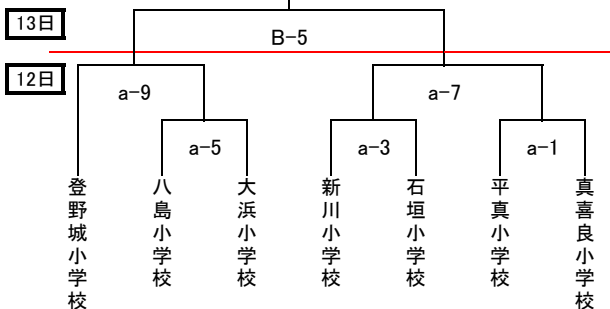 13日
B-5
12日
a-9
a-7
a-5
a-3
a-1
登野城小学校
八島小学校
大浜小学校
新川小学校
石垣小学校
平真小学校
真喜良小学校